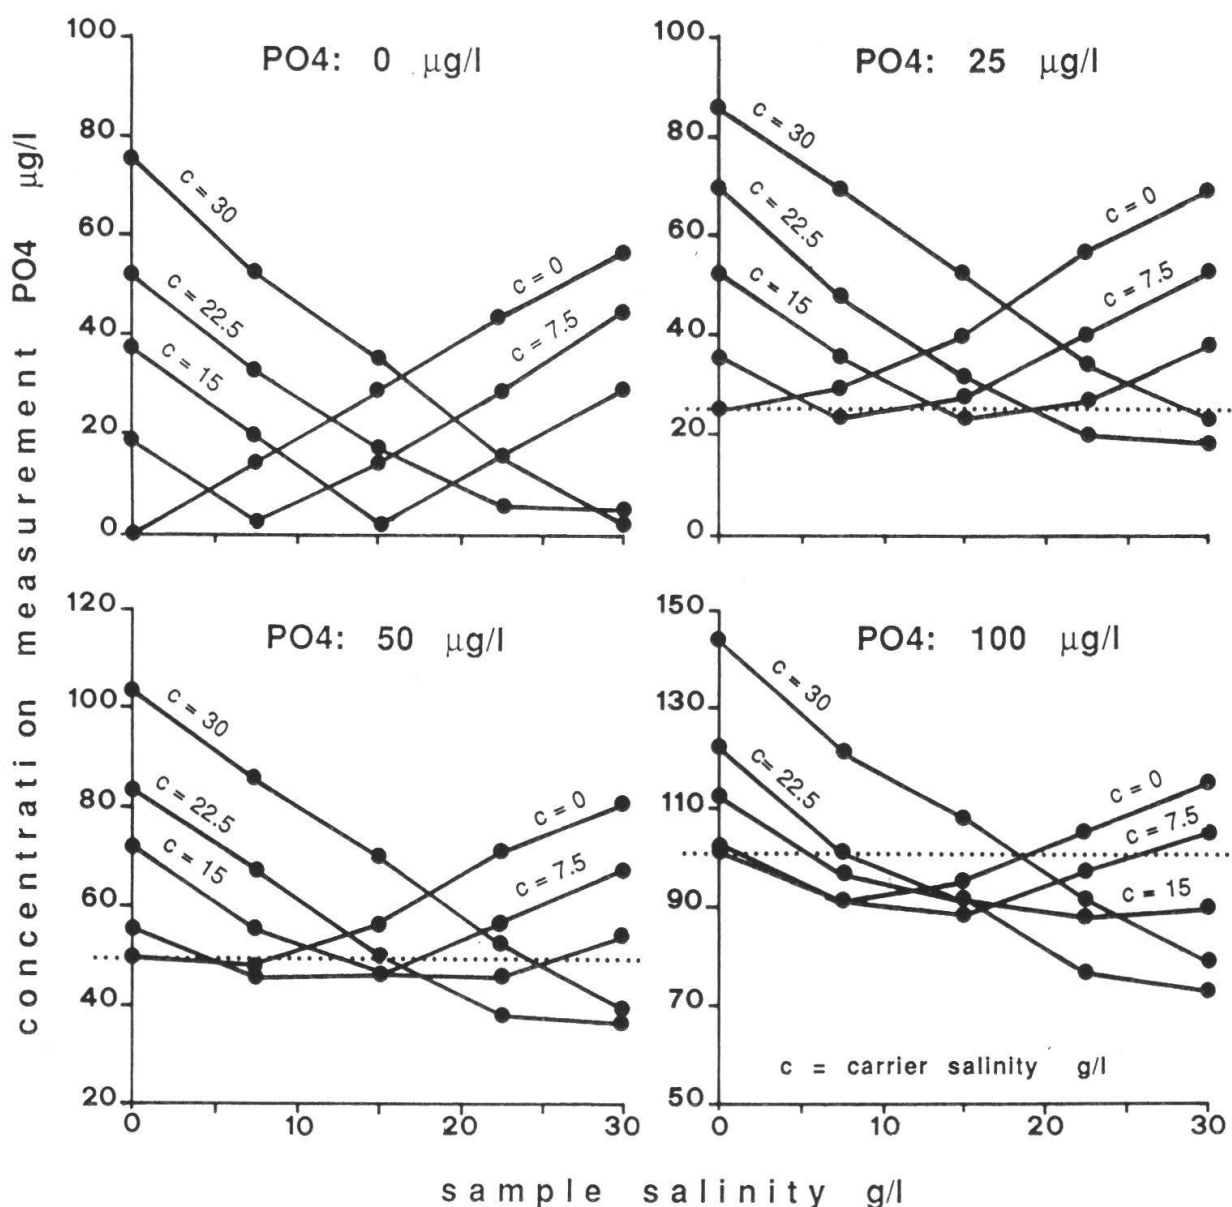 concentration measurement PO4 µg/l
PO4: 0 µg/l
100
80
60
40
20
0
c = 30
c = 22.5
c = 15
c = 0
c = 7.5
PO4: 25 µg/l
100
80
60
40
20
0
c = 30
c = 22.5
c = 15
c = 0
c = 7.5
PO4: 50 µg/l
120
100
80
60
40
20
c = 30
c = 22.5
c = 15
c = 0
c = 7.5
0 10 20 30
PO4: 100 µg/l
150
130
110
90
70
50
c = 30
c= 22.5
c = 0
c = 7.5
c = 15
c = carrier salinity g/l
0 10 20 30
sample salinity g/l